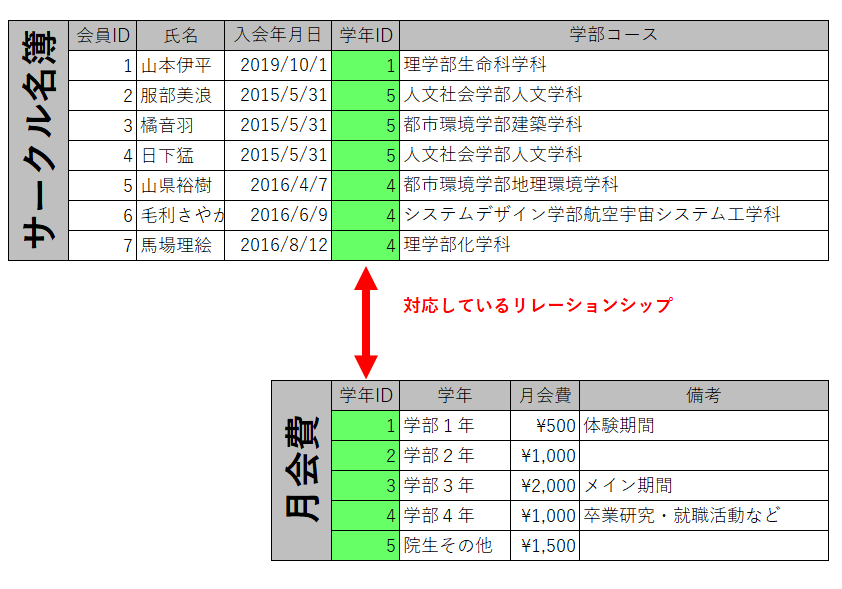 サークル名簿
会員ID 氏名 入会年月日 学年ID 学部コース
1 山本伊平 2019/10/1 1 理学部生命科学科
2 服部美浪 2015/5/31 5 人文社会学部人文学科
3 橘音羽 2015/5/31 5 都市環境学部建築学科
4 日下猛 2015/5/31 5 人文社会学部人文学科
5 山県裕樹 2016/4/7 4 都市環境学部地理環境学科
6 毛利さやか 2016/6/9 4 システムデザイン学部航空宇宙システム工学科
7 馬場理絵 2016/8/12 4 理学部化学科
対応しているリレーションシップ
月会費
学年ID 学年 月会費 備考
1 学部１年 ¥500 体験期間
2 学部２年 ¥1,000
3 学部３年 ¥2,000 メイン期間
4 学部４年 ¥1,000 卒業研究・就職活動など
5 院生その他 ¥1,500